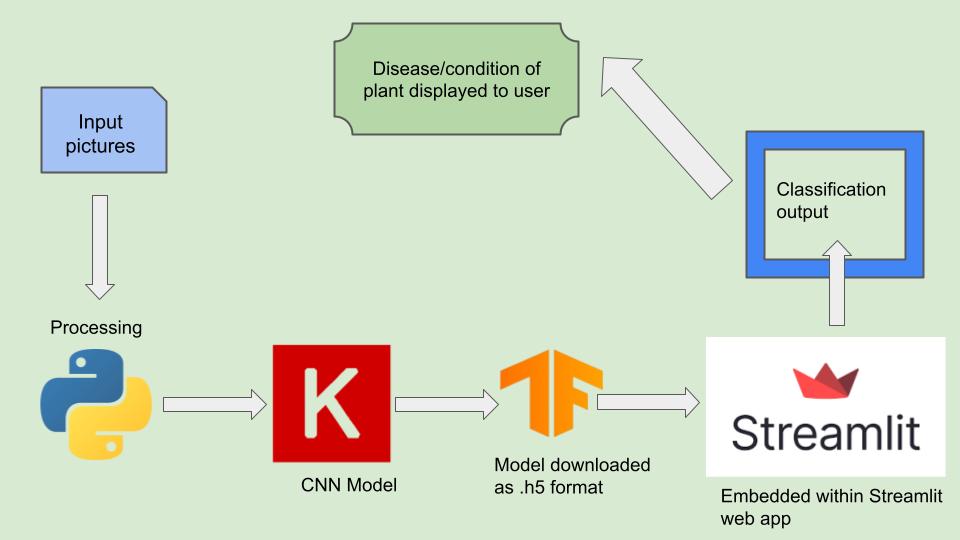 Disease/condition of
plant displayed to user
Input
pictures
Classification
output
Processing
K
CNN Model
TF
Model downloaded
as .h5 format
Streamlit
Embedded within Streamlit
web app